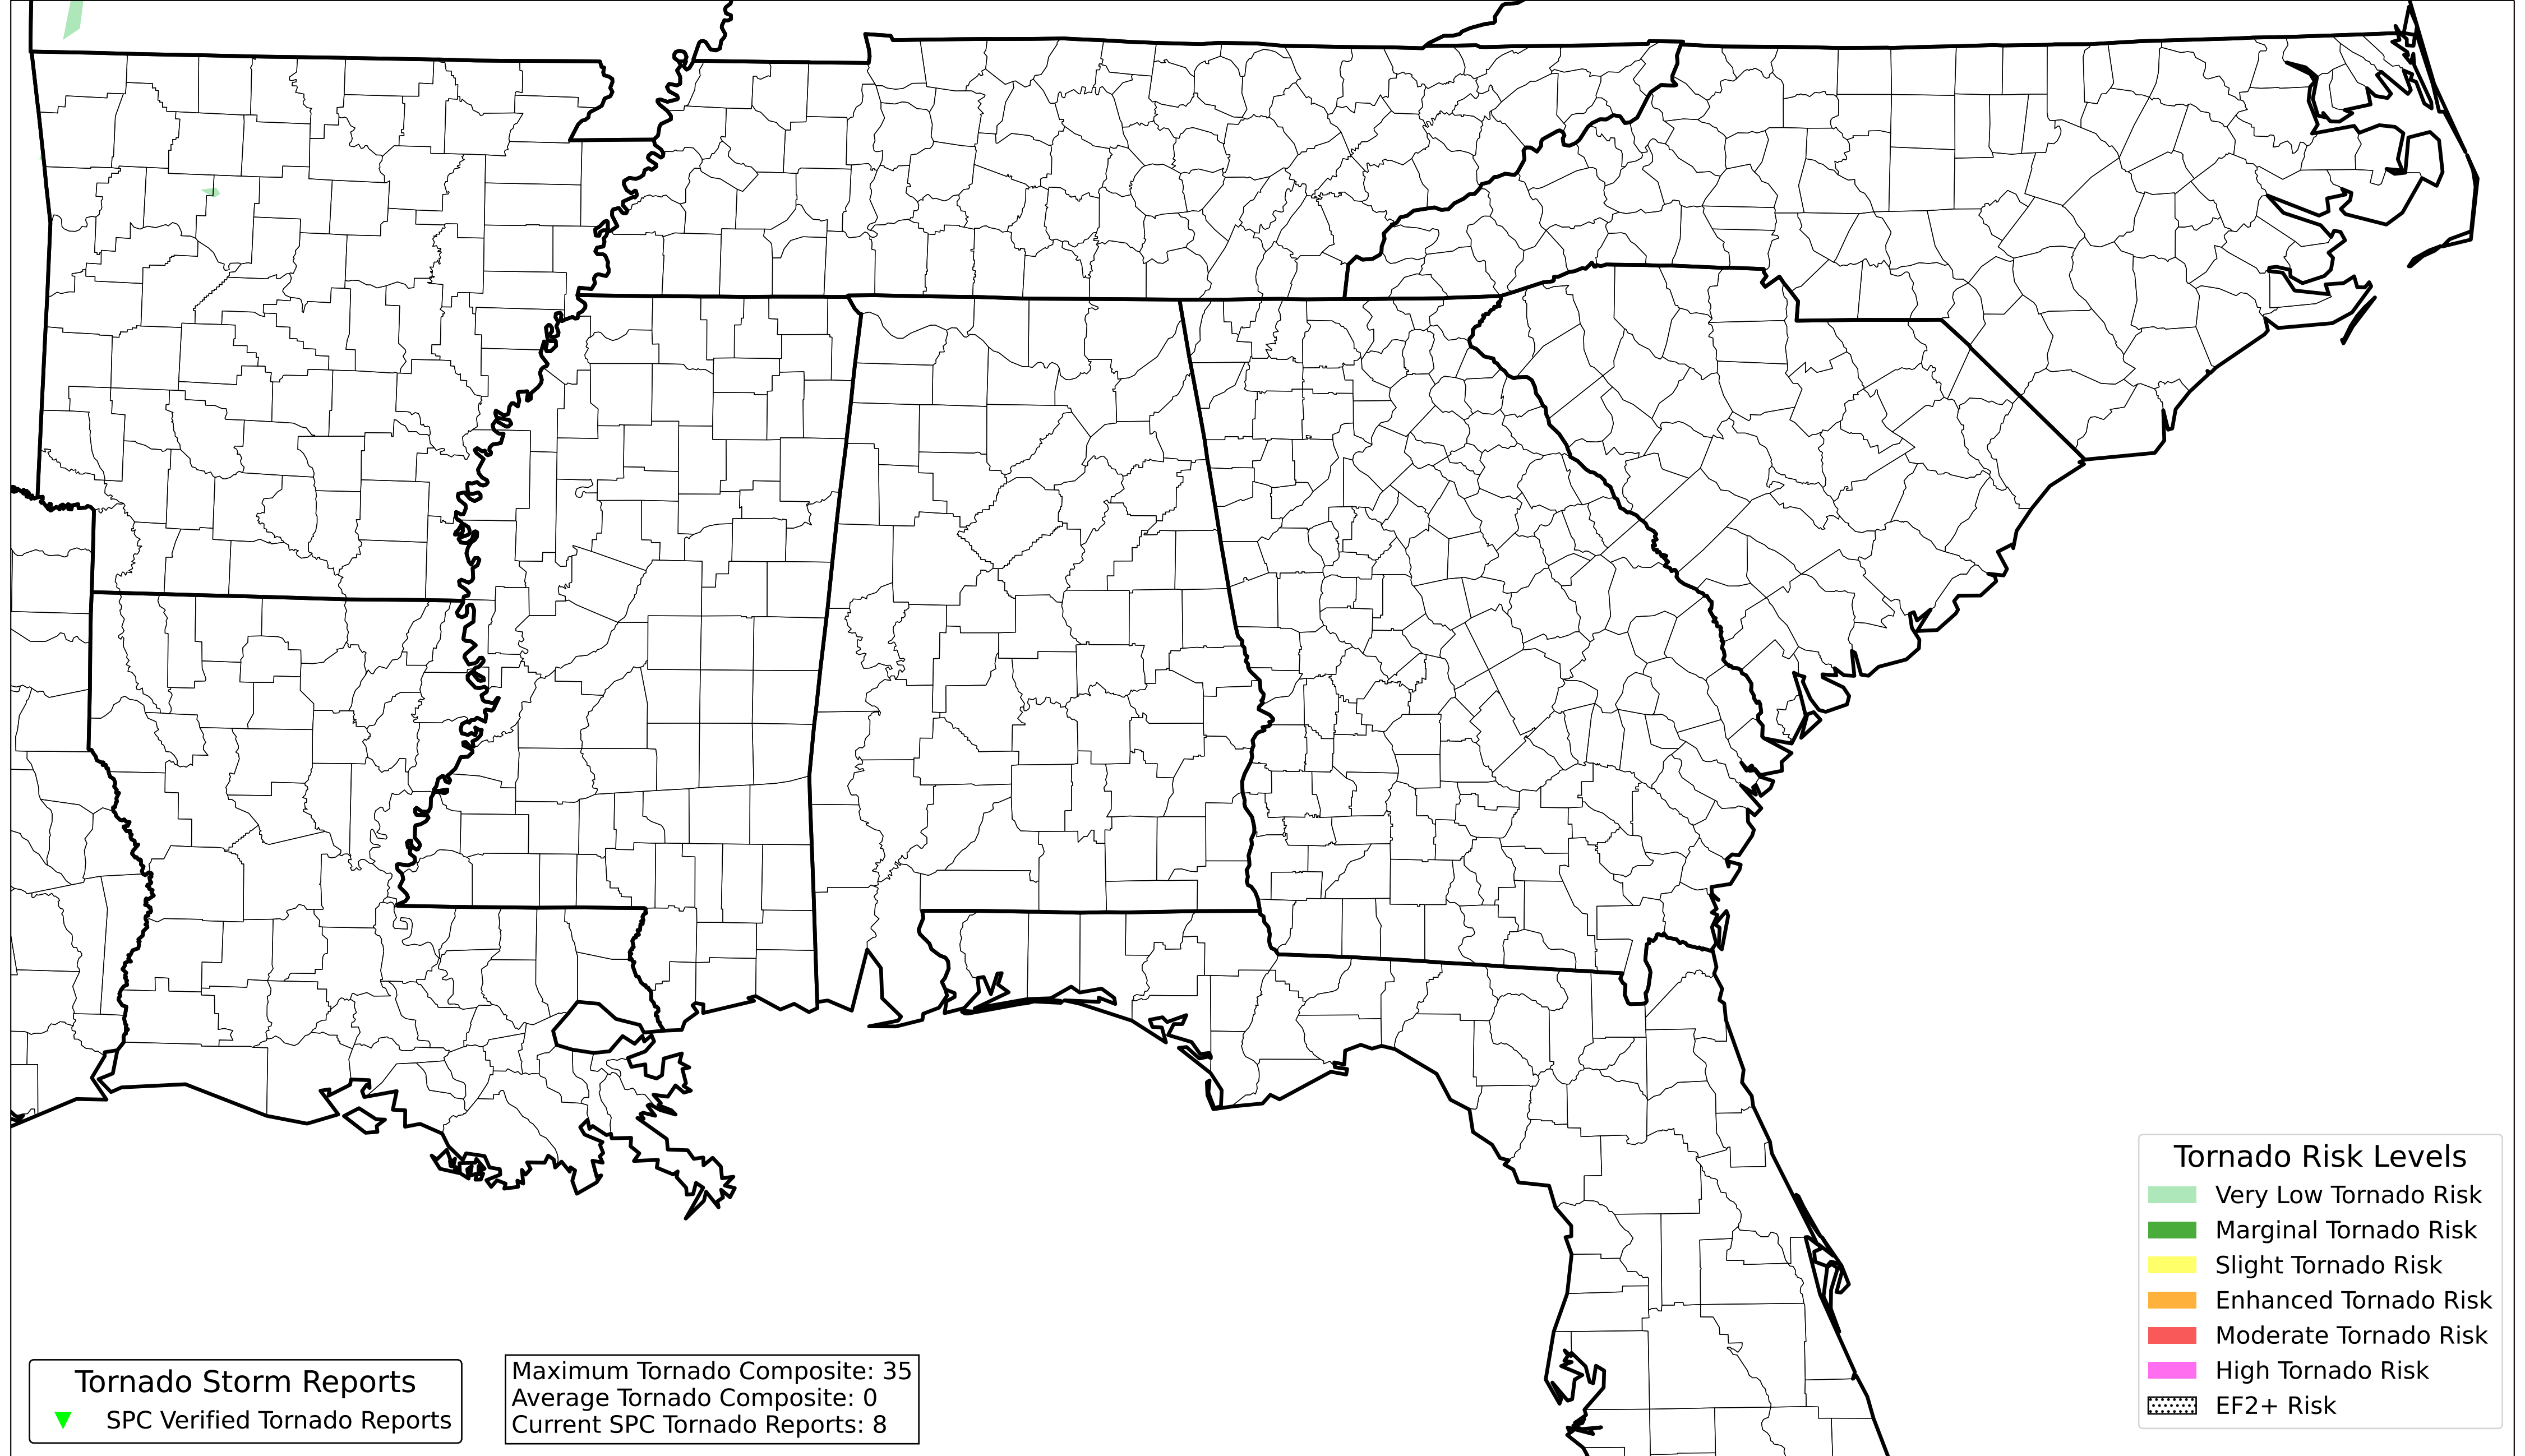 Tornado Storm Reports
SPC Verified Tornado Reports
Maximum Tornado Composite: 35
Average Tornado Composite: 0
Current SPC Tornado Reports: 8
Tornado Risk Levels
Very Low Tornado Risk
Marginal Tornado Risk
Slight Tornado Risk
Enhanced Tornado Risk
Moderate Tornado Risk
High Tornado Risk
EF2+ Risk